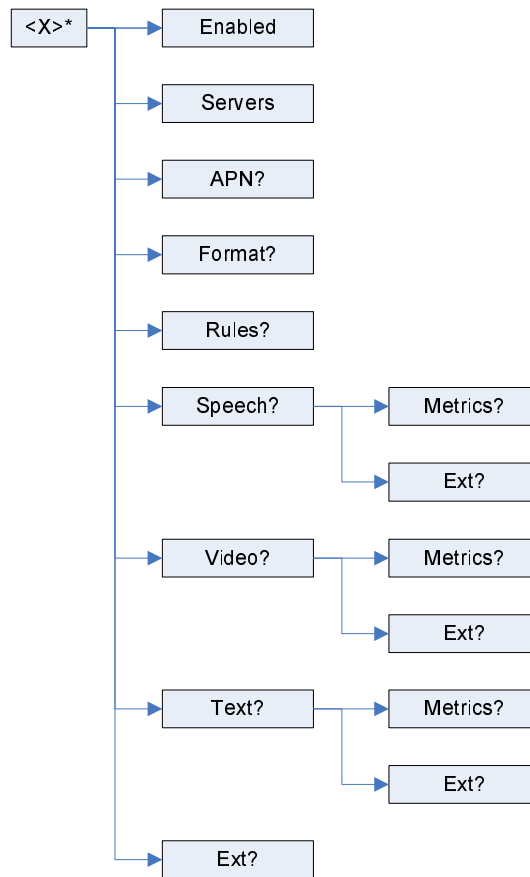 <X>*
Enabled
Servers
APN?
Format?
Rules?
Speech?
Metrics?
Ext?
Video?
Metrics?
Ext?
Text?
Metrics?
Ext?
Ext?